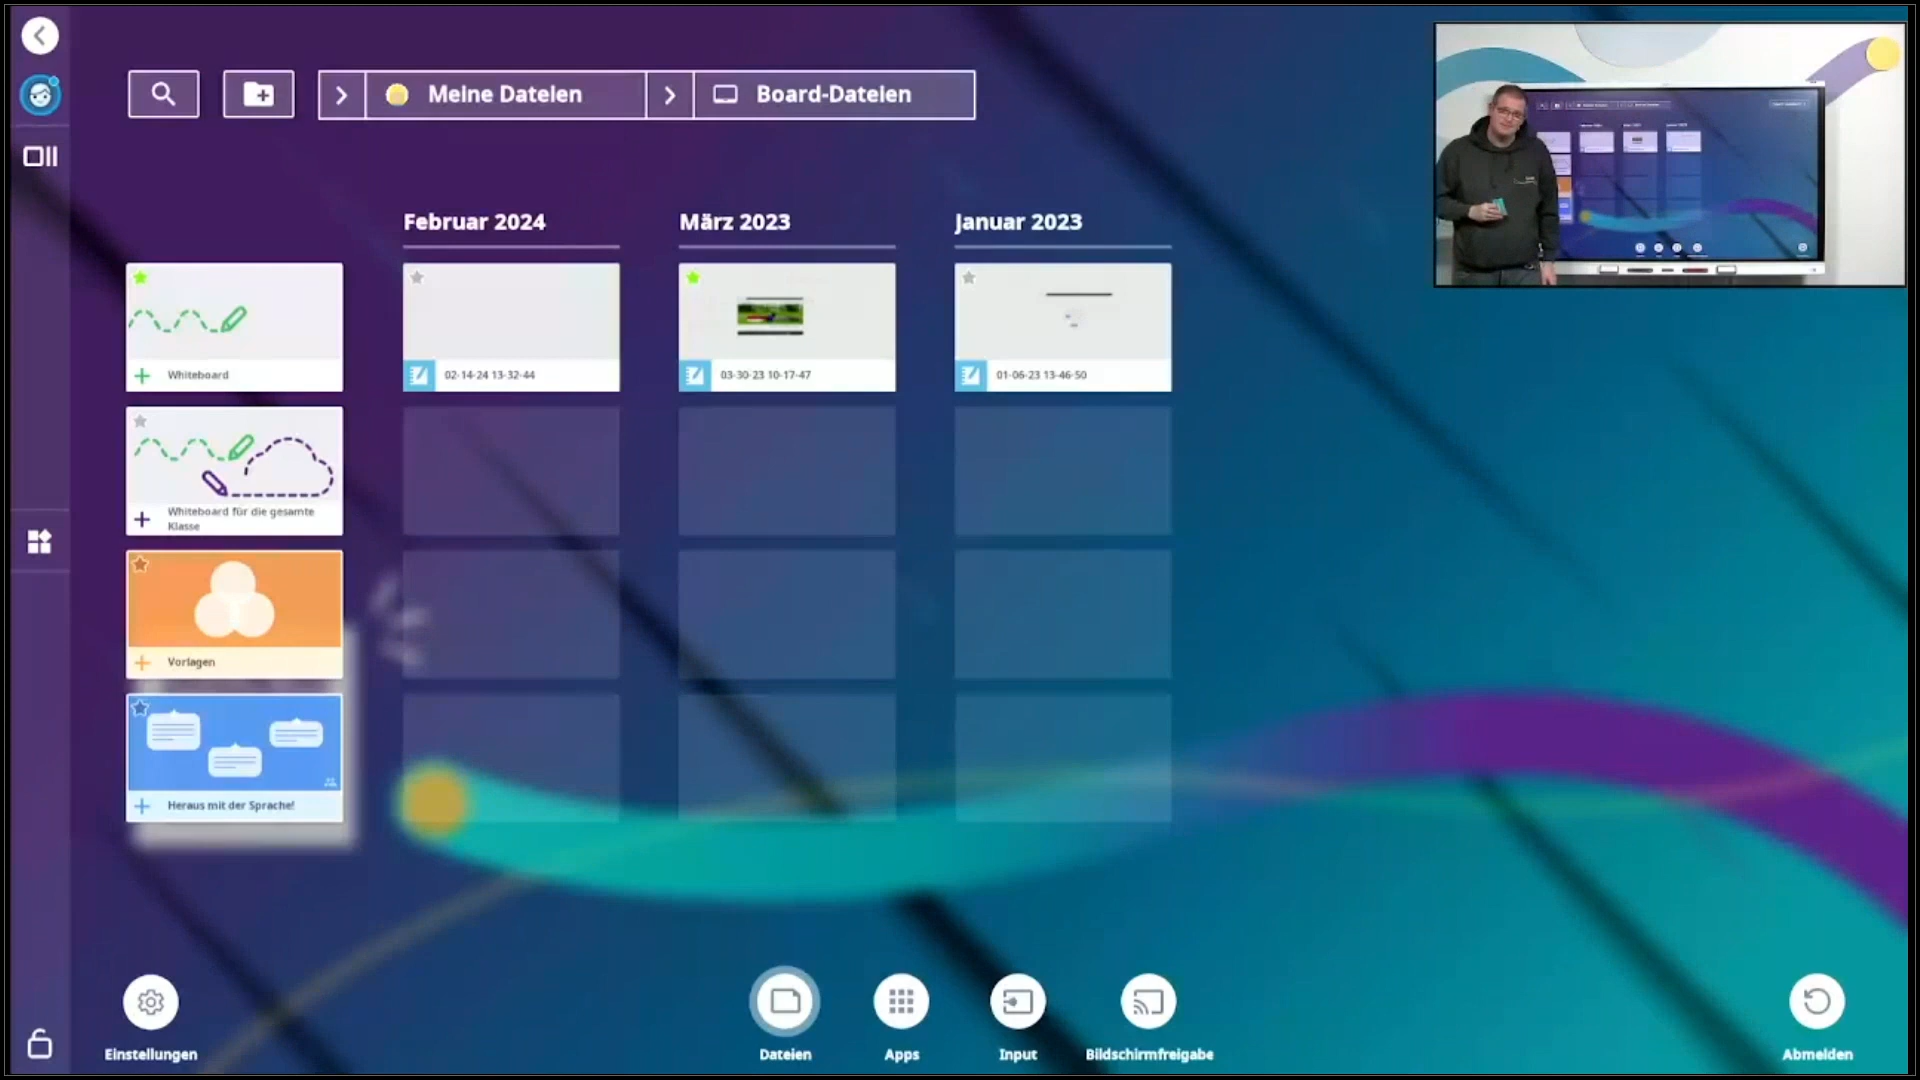 Meine Dateien
Board-Dateien
Februar 2024
März 2023
Januar 2023
Whiteboard
02-14-24 13-32-44
03-30-23 10-17-47
01-06-23 13-46-50
Whiteboard für die gesamte
Klasse
Vorlagen
Heraus mit der Sprache!
Einstellungen
Dateien
Apps
Input
Bildschirmfreigabe
Abmelden